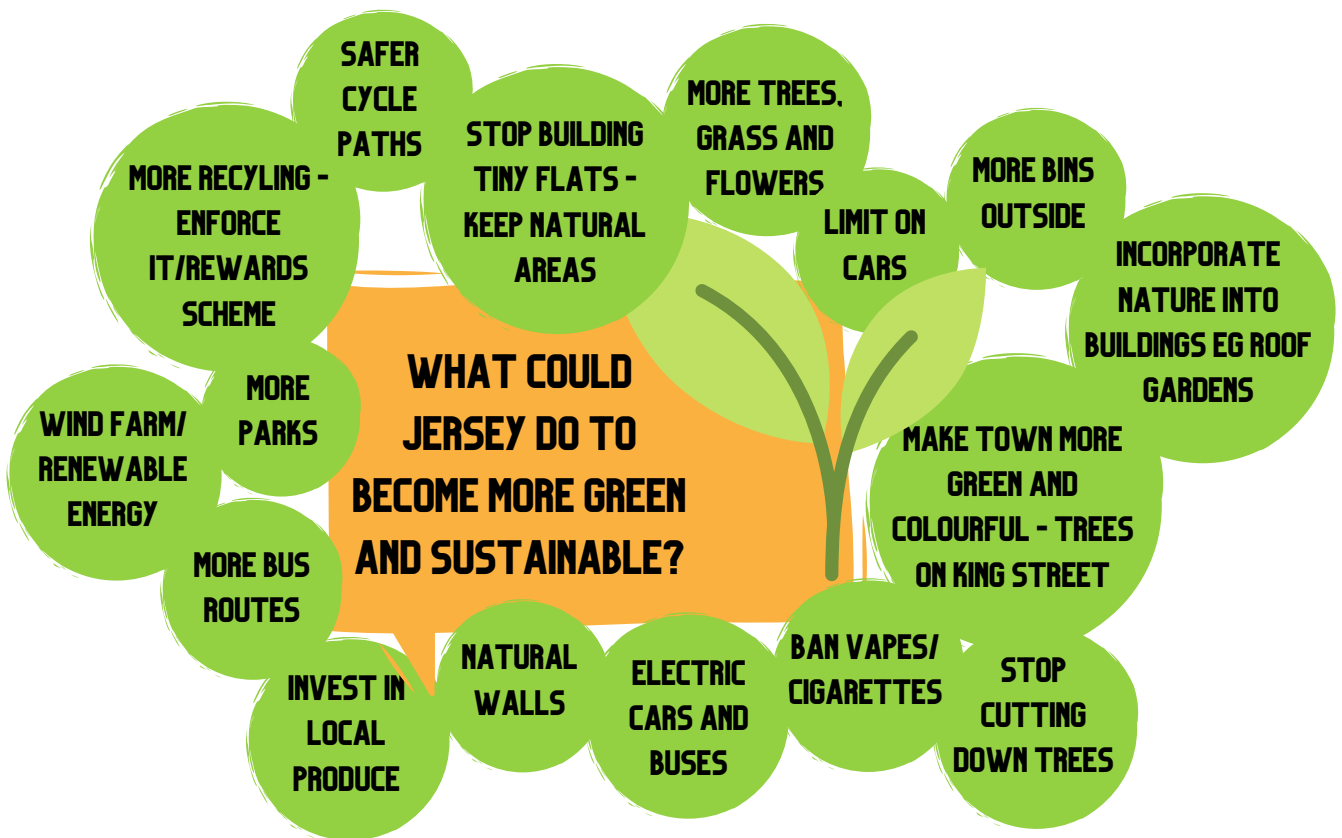 SAFER
CYCLE
PATHS
MORE RECYLING -
ENFORCE
IT/REWARDS
SCHEME
STOP BUILDING
TINY FLATS -
KEEP NATURAL
AREAS
MORE TREES,
GRASS AND
FLOWERS
LIMIT ON
CARS
MORE BINS
OUTSIDE
INCORPORATE
NATURE INTO
BUILDINGS EG ROOF
GARDENS
WHAT COULD
JERSEY DO TO
BECOME MORE GREEN
AND SUSTAINABLE?
MORE
PARKS
WIND FARM/
RENEWABLE
ENERGY
MAKE TOWN MORE
GREEN AND
COLOURFUL - TREES
ON KING STREET
MORE BUS
ROUTES
INVEST IN
LOCAL
PRODUCE
NATURAL
WALLS
ELECTRIC
CARS AND
BUSES
BAN VAPES/
CIGARETTES
STOP
CUTTING
DOWN TREES